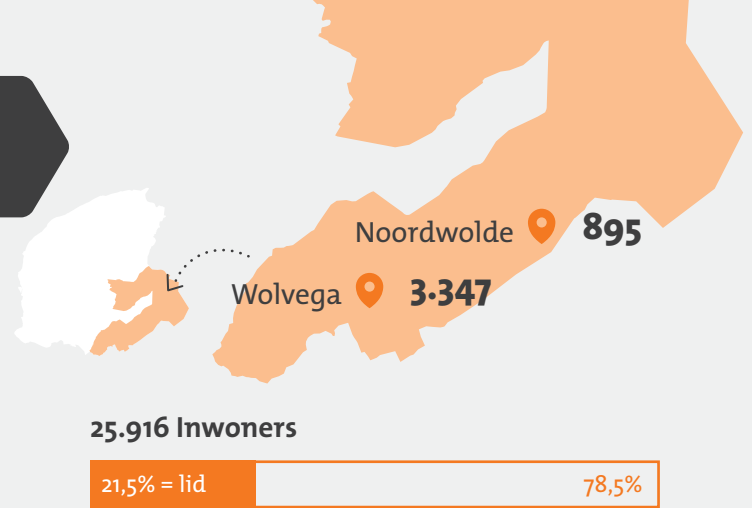 Noordwolde 895
Wolvega 3.347
25.916 Inwoners
21,5% = lid 78,5%